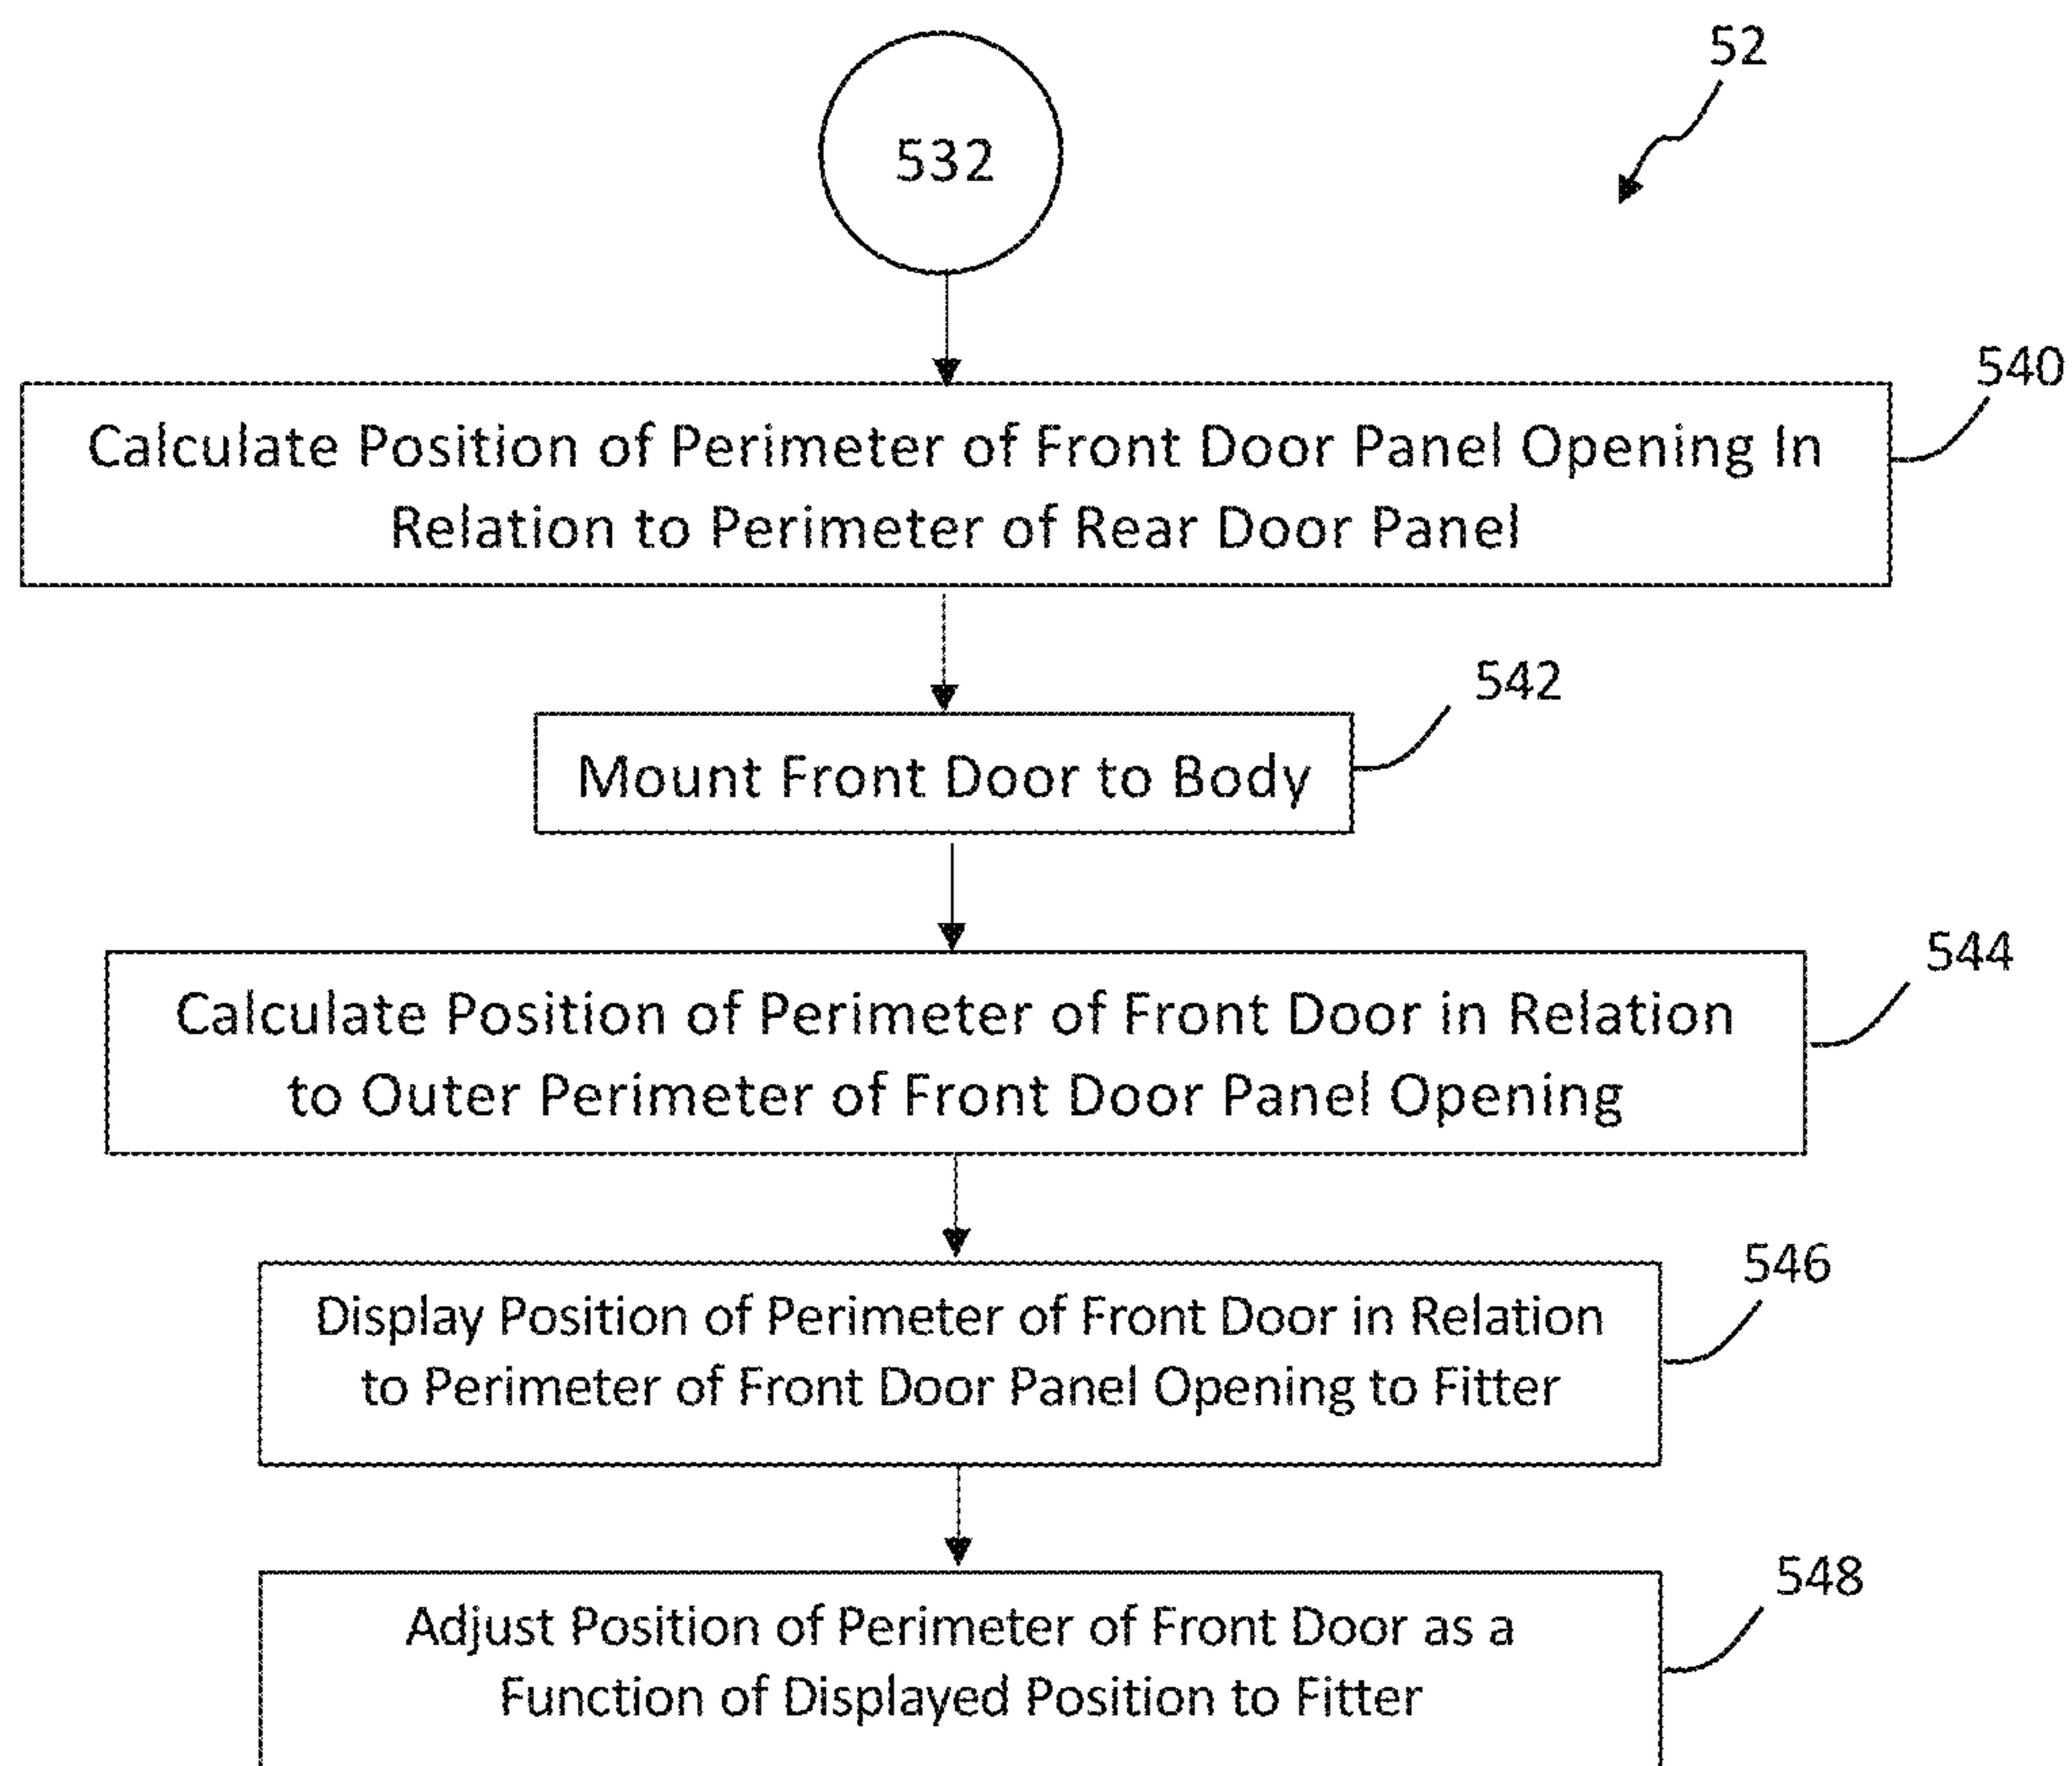 52
532
540
Calculate Position of Perimeter of Front Door Panel Opening In
Relation to Perimeter of Rear Door Panel
542
Mount Front Door to Body
544
Calculate Position of Perimeter of Front Door in Relation
to Outer Perimeter of Front Door Panel Opening
546
Display Position of Perimeter of Front Door in Relation
to Perimeter of Front Door Panel Opening to Fitter
548
Adjust Position of Perimeter of Front Door as a
Function of Displayed Position to Fitter